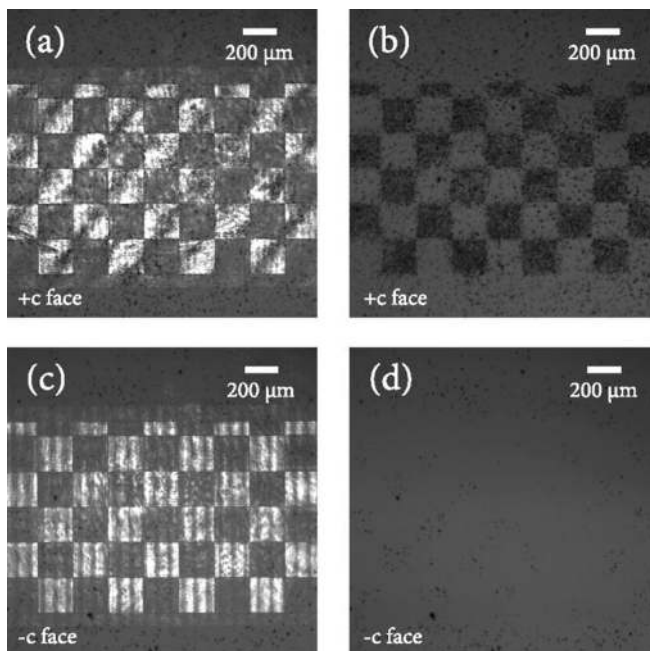 (a)
200 μm
+c face
(b)
200 μm
+c face
(c)
200 μm
-c face
(d)
200 μm
-c face